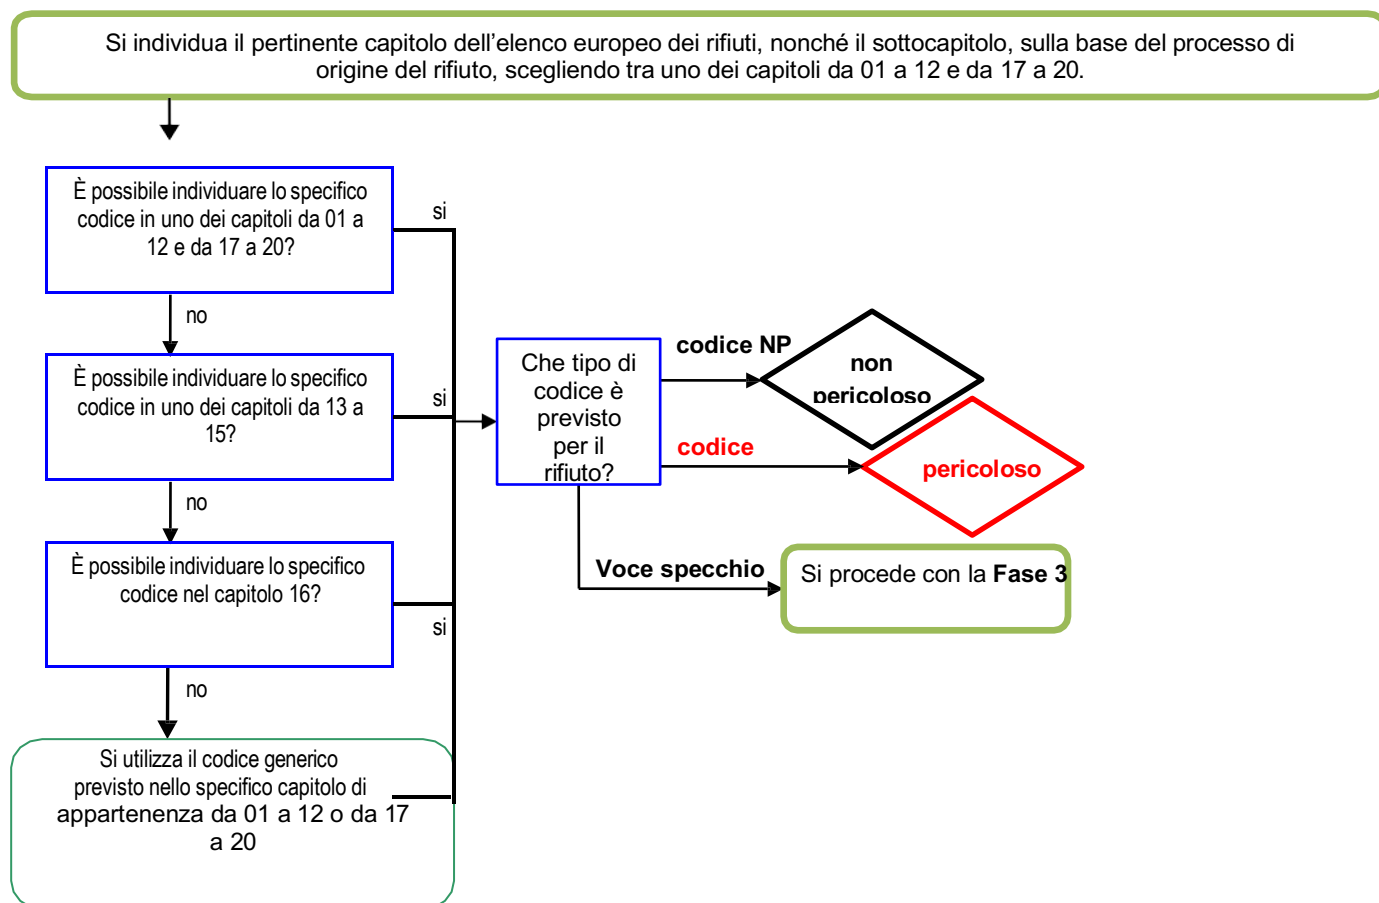 Si individua il pertinente capitolo dell’elenco europeo dei rifiuti, nonché il sottocapitolo, sulla base del processo di
origine del rifiuto, scegliendo tra uno dei capitoli da 01 a 12 e da 17 a 20.
È possibile individuare lo specifico
codice in uno dei capitoli da 01 a
12 e da 17 a 20?
si
no
È possibile individuare lo specifico
codice in uno dei capitoli da 13 a
15?
si
no
È possibile individuare lo specifico
codice nel capitolo 16?
si
no
Si utilizza il codice generico
previsto nello specifico capitolo di
appartenenza da 01 a 12 o da 17
a 20
Che tipo di
codice è
previsto
per il
rifiuto?
codice NP
non
pericoloso
codice
pericoloso
Voce specchio
Si procede con la Fase 3